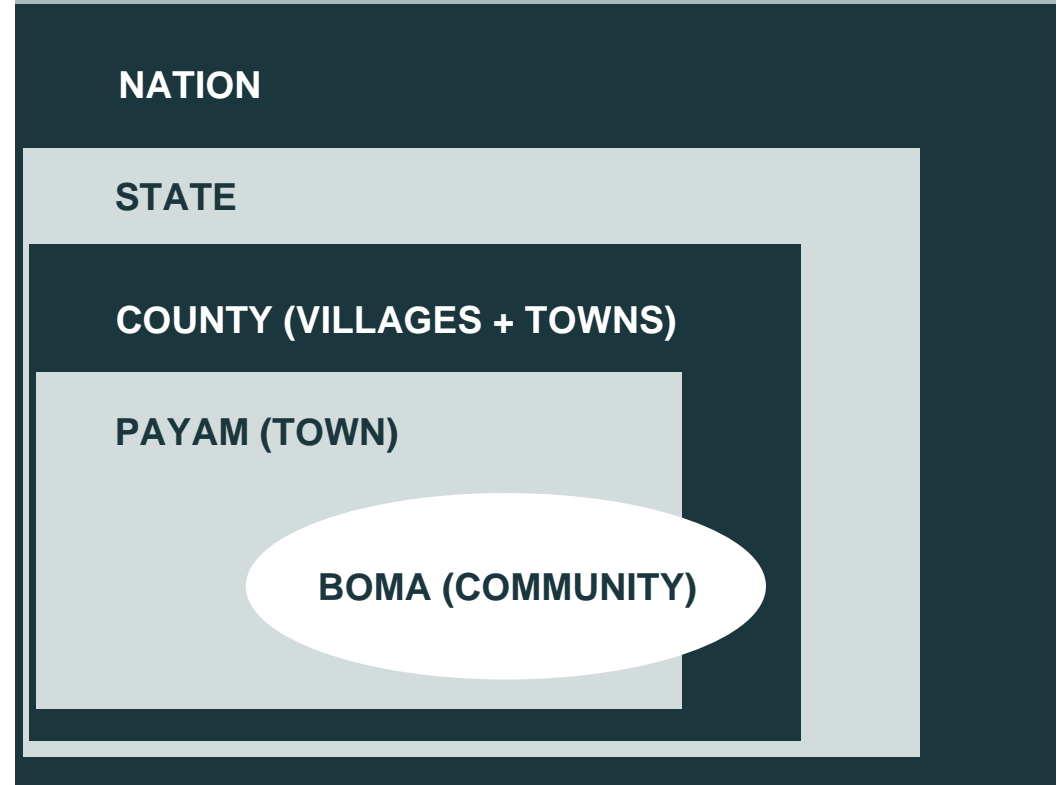 NATION
STATE
COUNTY (VILLAGES + TOWNS)
PAYAM (TOWN)
BOMA (COMMUNITY)